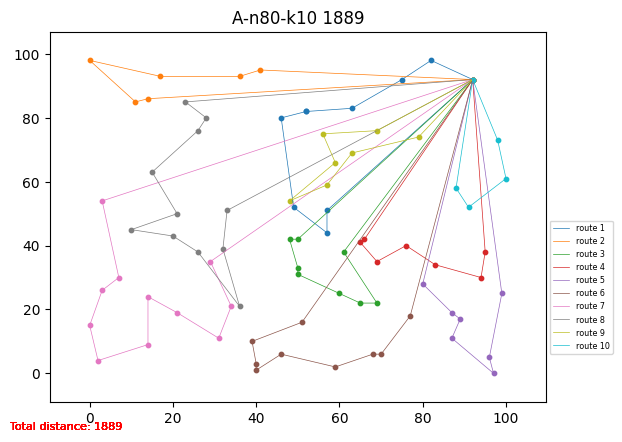 A-n80-k10 1889
100
80
60
40
20
0
0
20
40
60
80
100
route 1
route 2
route 3
route 4
route 5
route 6
route 7
route 8
route 9
route 10
Total distance: 1889